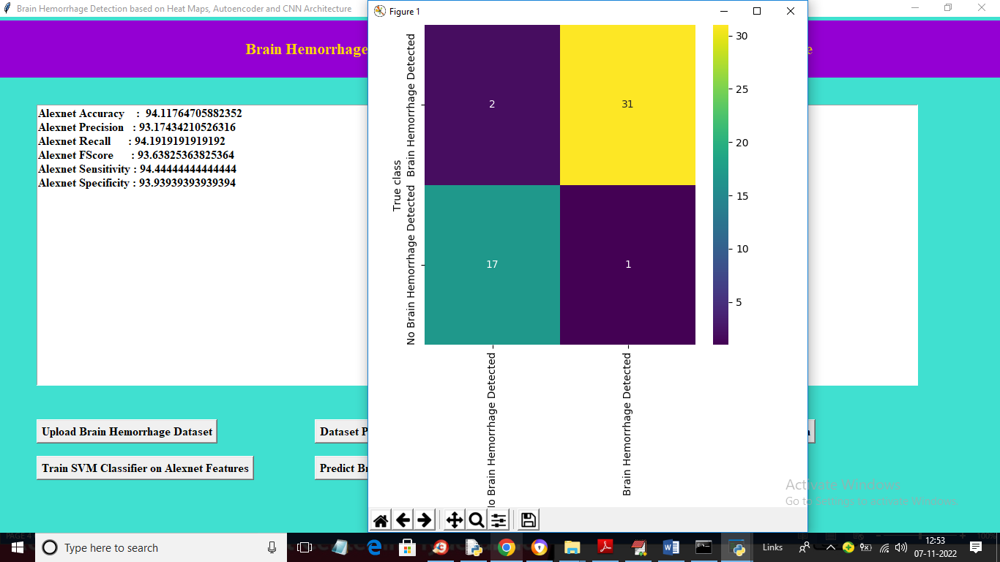 Brain Hemorrhage Detection based on Heat Maps, Autoencoder and CNN Architecture
Figure 1
Brain Hemorrhage
Alexnet Accuracy : 94.11764705882352
Alexnet Precision : 93.17434210526316
Alexnet Recall : 94.1919191919192
Alexnet FScore : 93.63825363825364
Alexnet Sensitivity : 94.44444444444444
Alexnet Specificity : 93.93939393939394
True class
Brain Hemorrhage Detected
No Brain Hemorrhage Detected
2
31
17
1
30
25
20
15
10
5
No Brain Hemorrhage Detected
Brain Hemorrhage Detected
Upload Brain Hemorrhage Dataset
Dataset P
Train SVM Classifier on Alexnet Features
Predict Br
Activate Windows
Go to Settings to activate Windows.
PAGE 4
100%
Type here to search
Links
12:53
07-11-2022